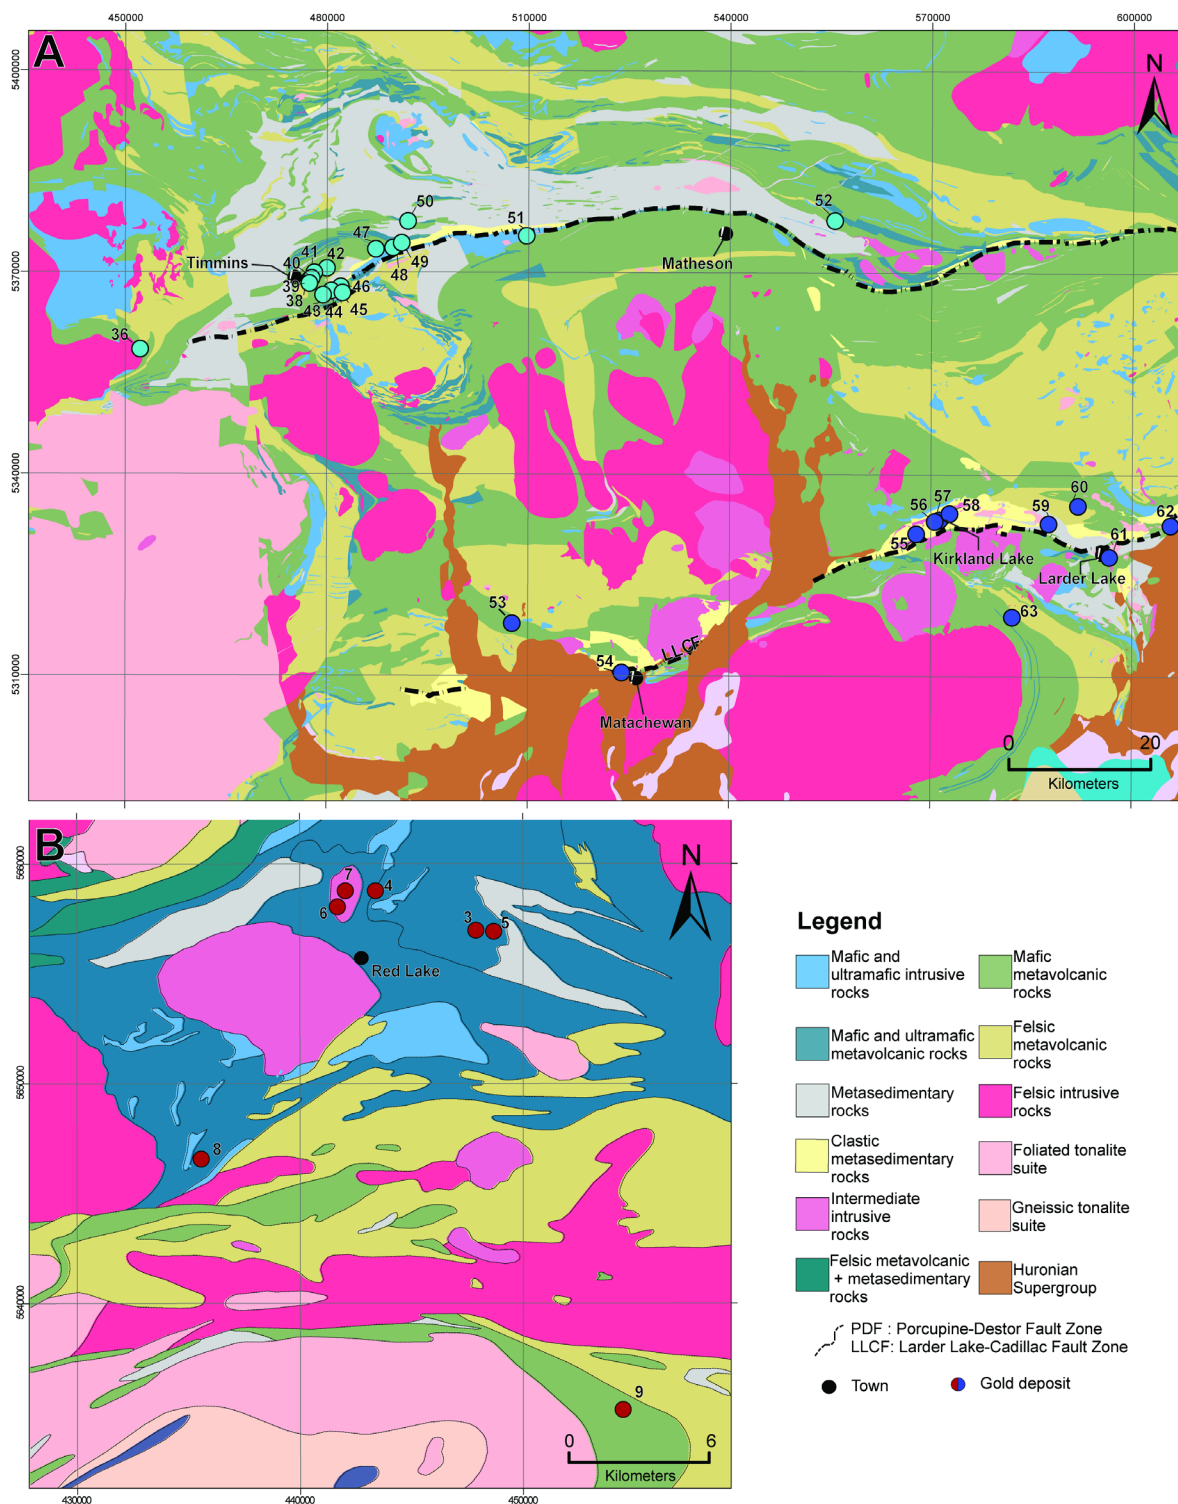 450000 480000 510000 540000 570000 600000
A
N
5400000
5370000
5340000
5310000
50
52
51
47
41 42
40
Timmins
39
38
48 49
46
43 44 45
Matheson
36
60
57
56 58
59
62
55
61
Kirkland Lake
Larder Lake
53
63
54
LLCF
Matachewan
0 20
Kilometers
B
N
5660000
5650000
5640000
7 4
6
3 5
Red Lake
8
9
0 6
Kilometers
430000 440000 450000
Legend
Mafic and
ultramafic intrusive
rocks
Mafic
metavolcanic
rocks
Mafic and ultramafic
metavolcanic rocks
Felsic
metavolcanic
rocks
Metasedimentary
rocks
Felsic intrusive
rocks
Clastic
metasedimentary
rocks
Foliated tonalite
suite
Intermediate
intrusive
rocks
Gneissic tonalite
suite
Felsic metavolcanic
+ metasedimentary
rocks
Huronian
Supergroup
PDF : Porcupine-Destor Fault Zone
LLCF: Larder Lake-Cadillac Fault Zone
Town
Gold deposit